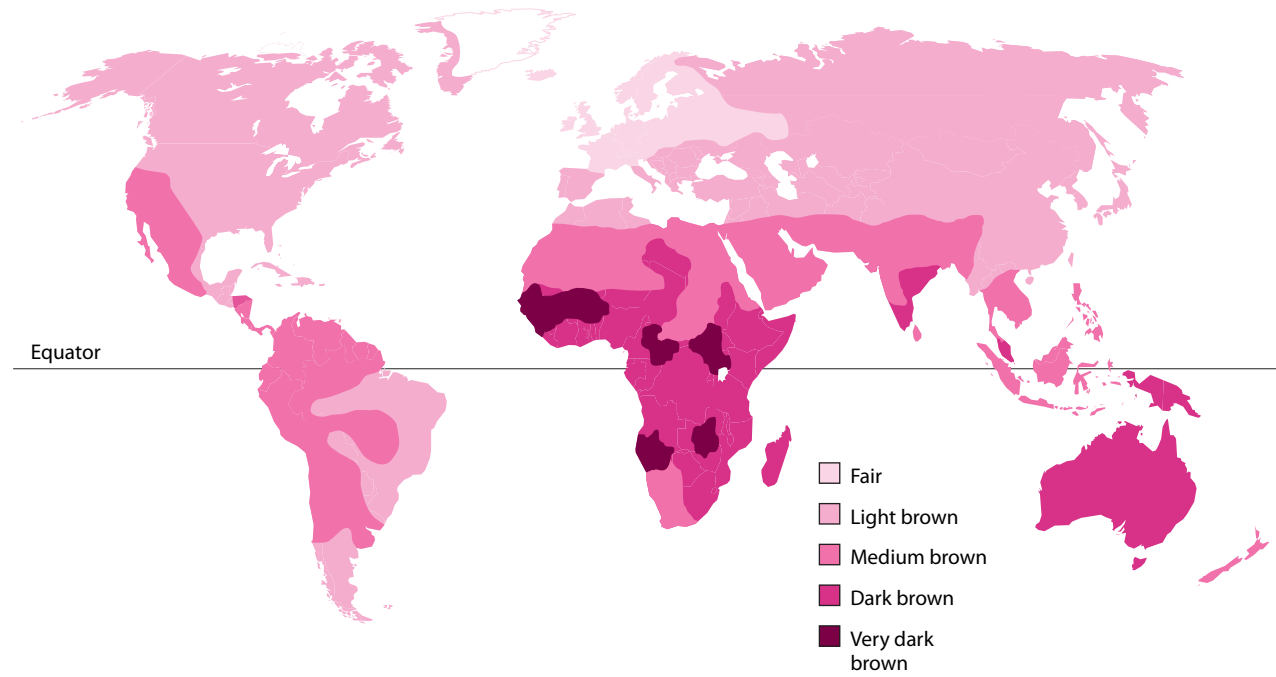 Equator
Fair
Light brown
Medium brown
Dark brown
Very dark
brown